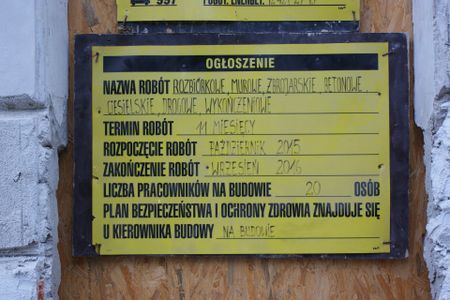 997
OGŁOSZENIE
NAZWA ROBÓT ROZBIÓRKOWE, MUROWE, ZBROJARSKIE, BETONOWE,
CIESIELSKIE, DROGOWE, WYKOŃCZENIOWE
TERMIN ROBÓT 11 MIESIĘCY
ROZPOCZĘCIE ROBÓT PAŹDZIERNIK 2015
ZAKOŃCZENIE ROBÓT WRZESIEŃ 2016
LICZBA PRACOWNIKÓW NA BUDOWIE 20 OSÓB
PLAN BEZPIECZEŃSTWA I OCHRONY ZDROWIA ZNAJDUJE SIĘ
U KIEROWNIKA BUDOWY NA BUDOWIE